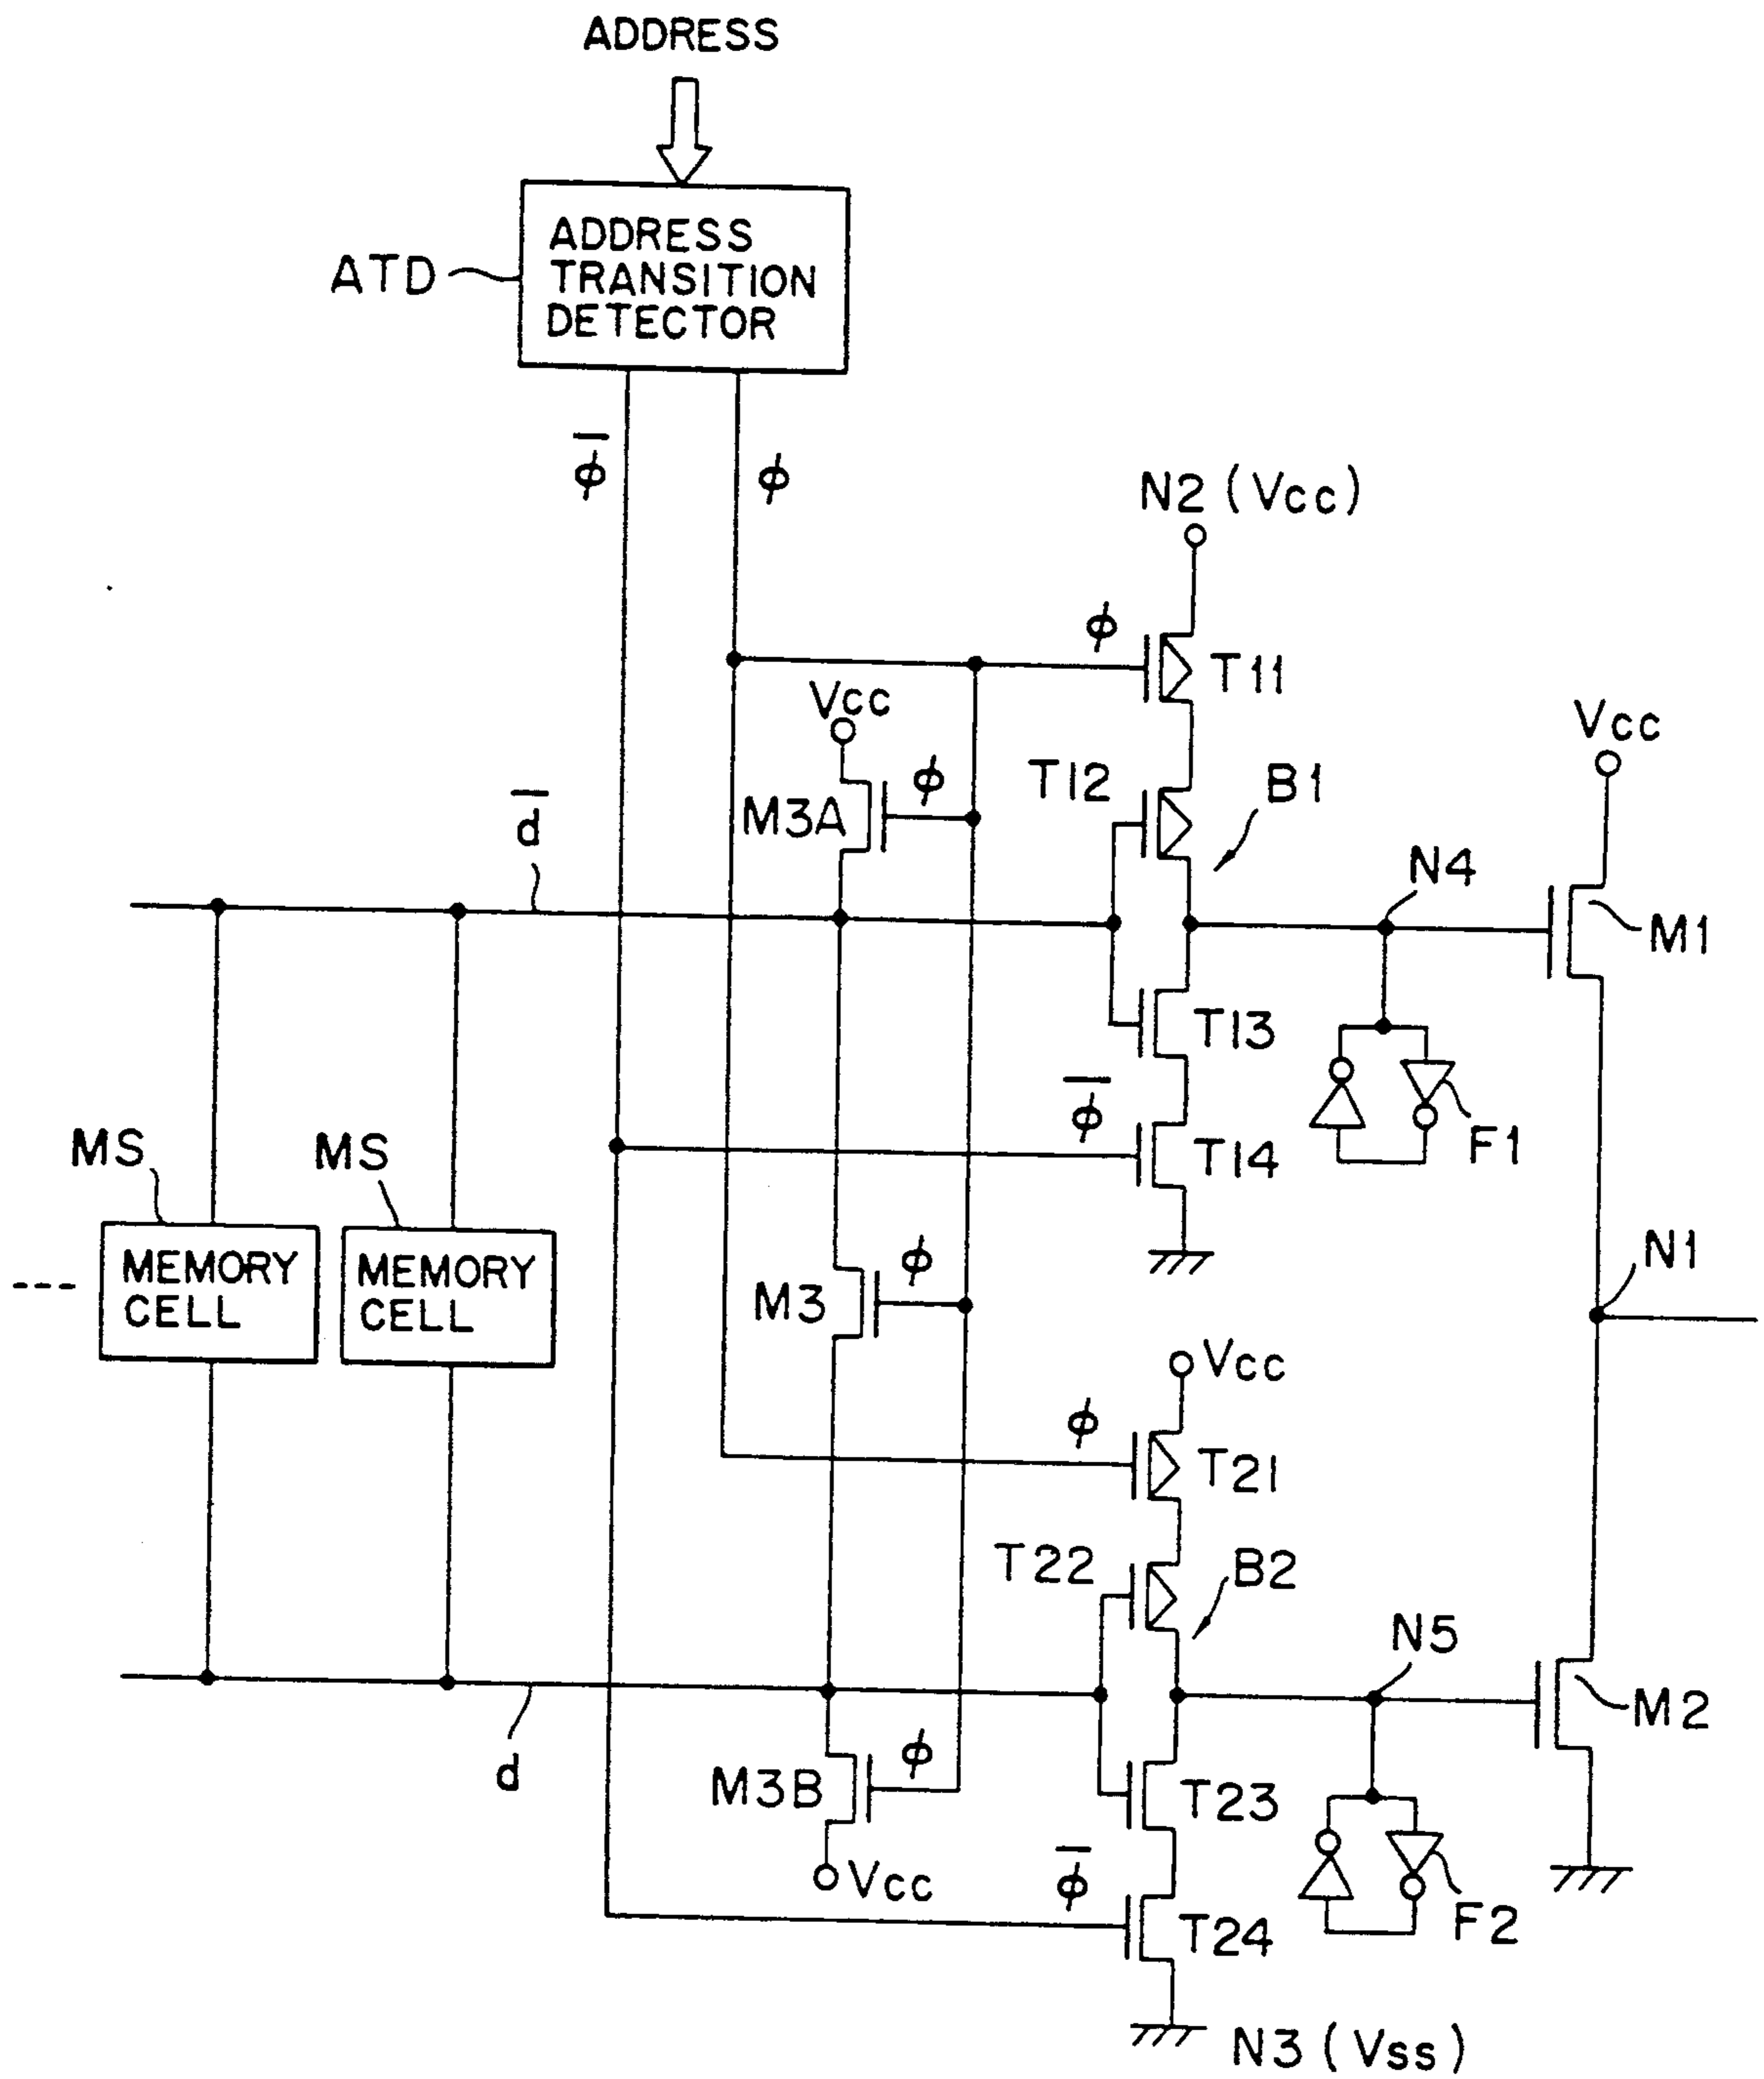 ADDRESS
ADDRESS
TRANSITION
DETECTOR
ATD
ϕ̅
ϕ
N2 (Vcc)
ϕ
T11
Vcc
Vcc
T12
B1
ϕ
M3A
d̅
N4
M1
T13
ϕ̅
T14
F1
MS
MS
MEMORY
CELL
MEMORY
CELL
---
ϕ
M3
N1
Vcc
ϕ
T21
T22
B2
N5
M2
d
ϕ
M3B
T23
Vcc
ϕ̅
T24
F2
N3 (Vss)